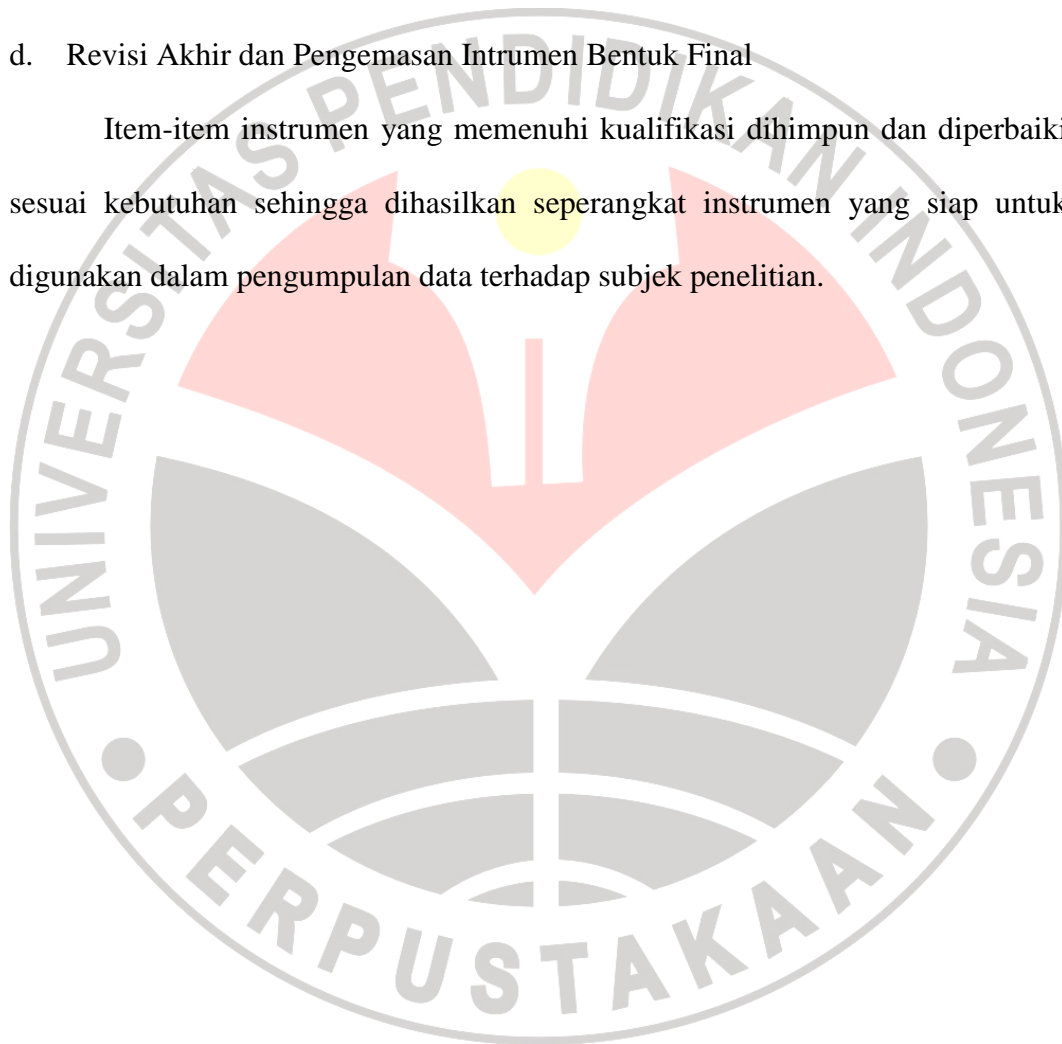 d. Revisi Akhir dan Pengemasan Intrumen Bentuk Final
Item-item instrumen yang memenuhi kualifikasi dihimpun dan diperbaiki
sesuai kebutuhan sehingga dihasilkan seperangkat instrumen yang siap untuk
digunakan dalam pengumpulan data terhadap subjek penelitian.
UNIVERSITAS PENDIDIKAN INDONESIA
PERPUSTAKAAN